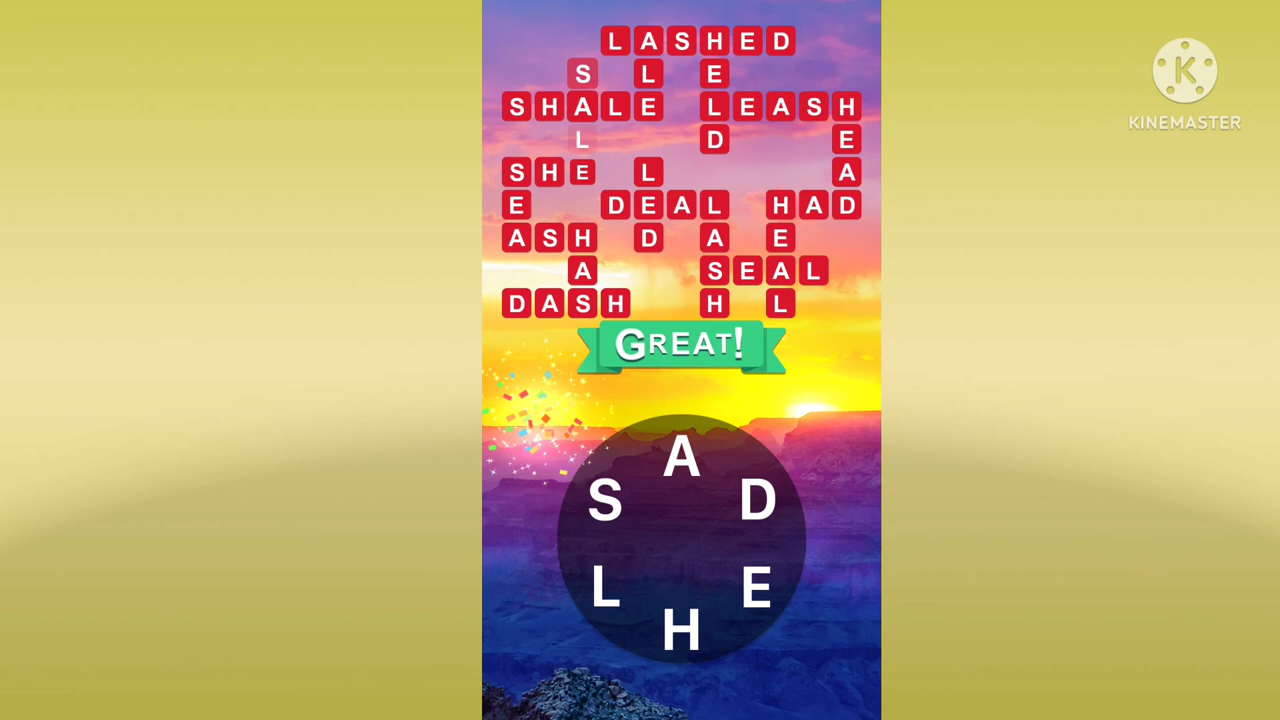 LASHED
S L E
SHALE LEASH
L D E
SHE L A
E DEAL HAD
ASH D A E
A SEAL
DASH H L
GREAT!
A
S D
L E
H
K
KINEMASTER